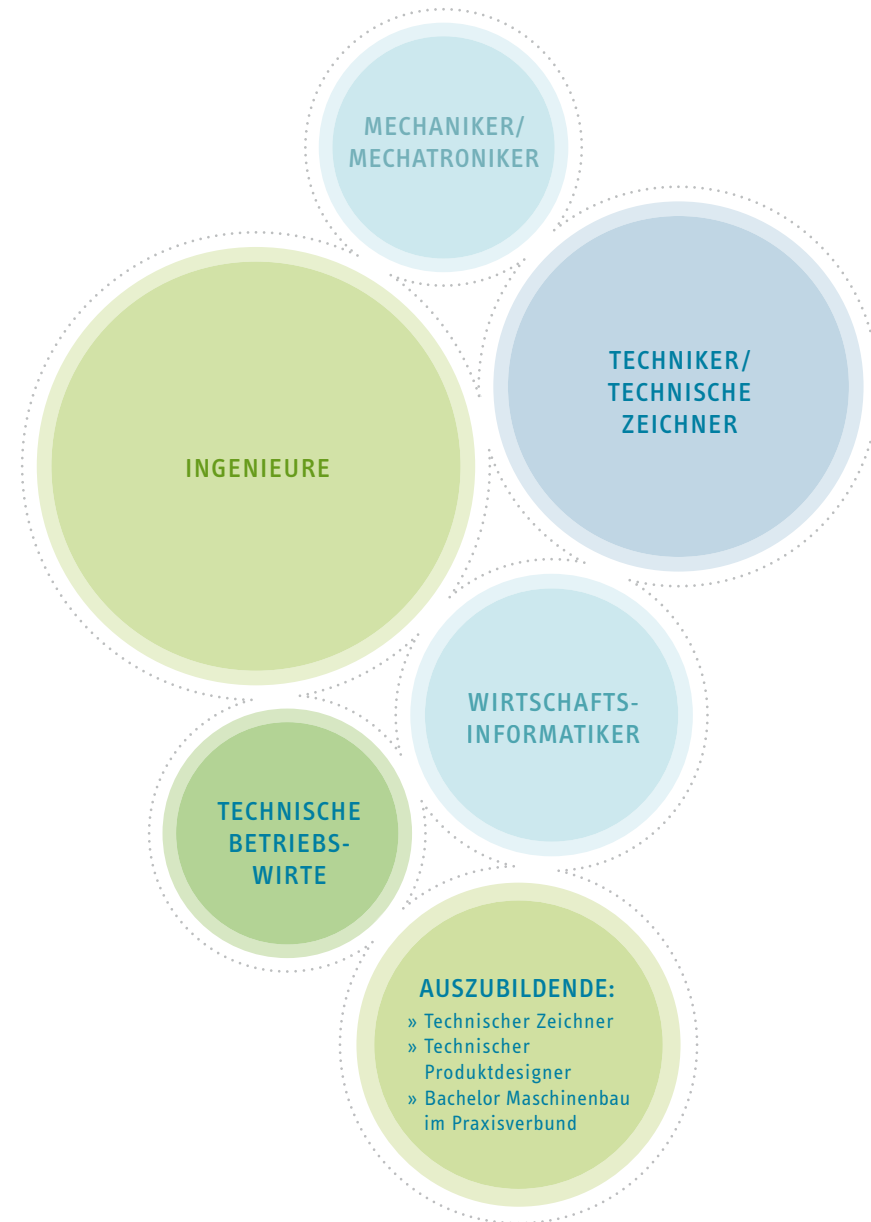 MECHANIKER/
MECHATRONIKER
TECHNIKER/
TECHNISCHE
ZEICHNER
INGENIEURE
WIRTSCHAFTS-
INFORMATIKER
TECHNISCHE
BETRIEBS-
WIRTE
AUSZUBILDENDE:
» Technischer Zeichner
» Technischer
Produktdesigner
» Bachelor Maschinenbau
im Praxisverbund